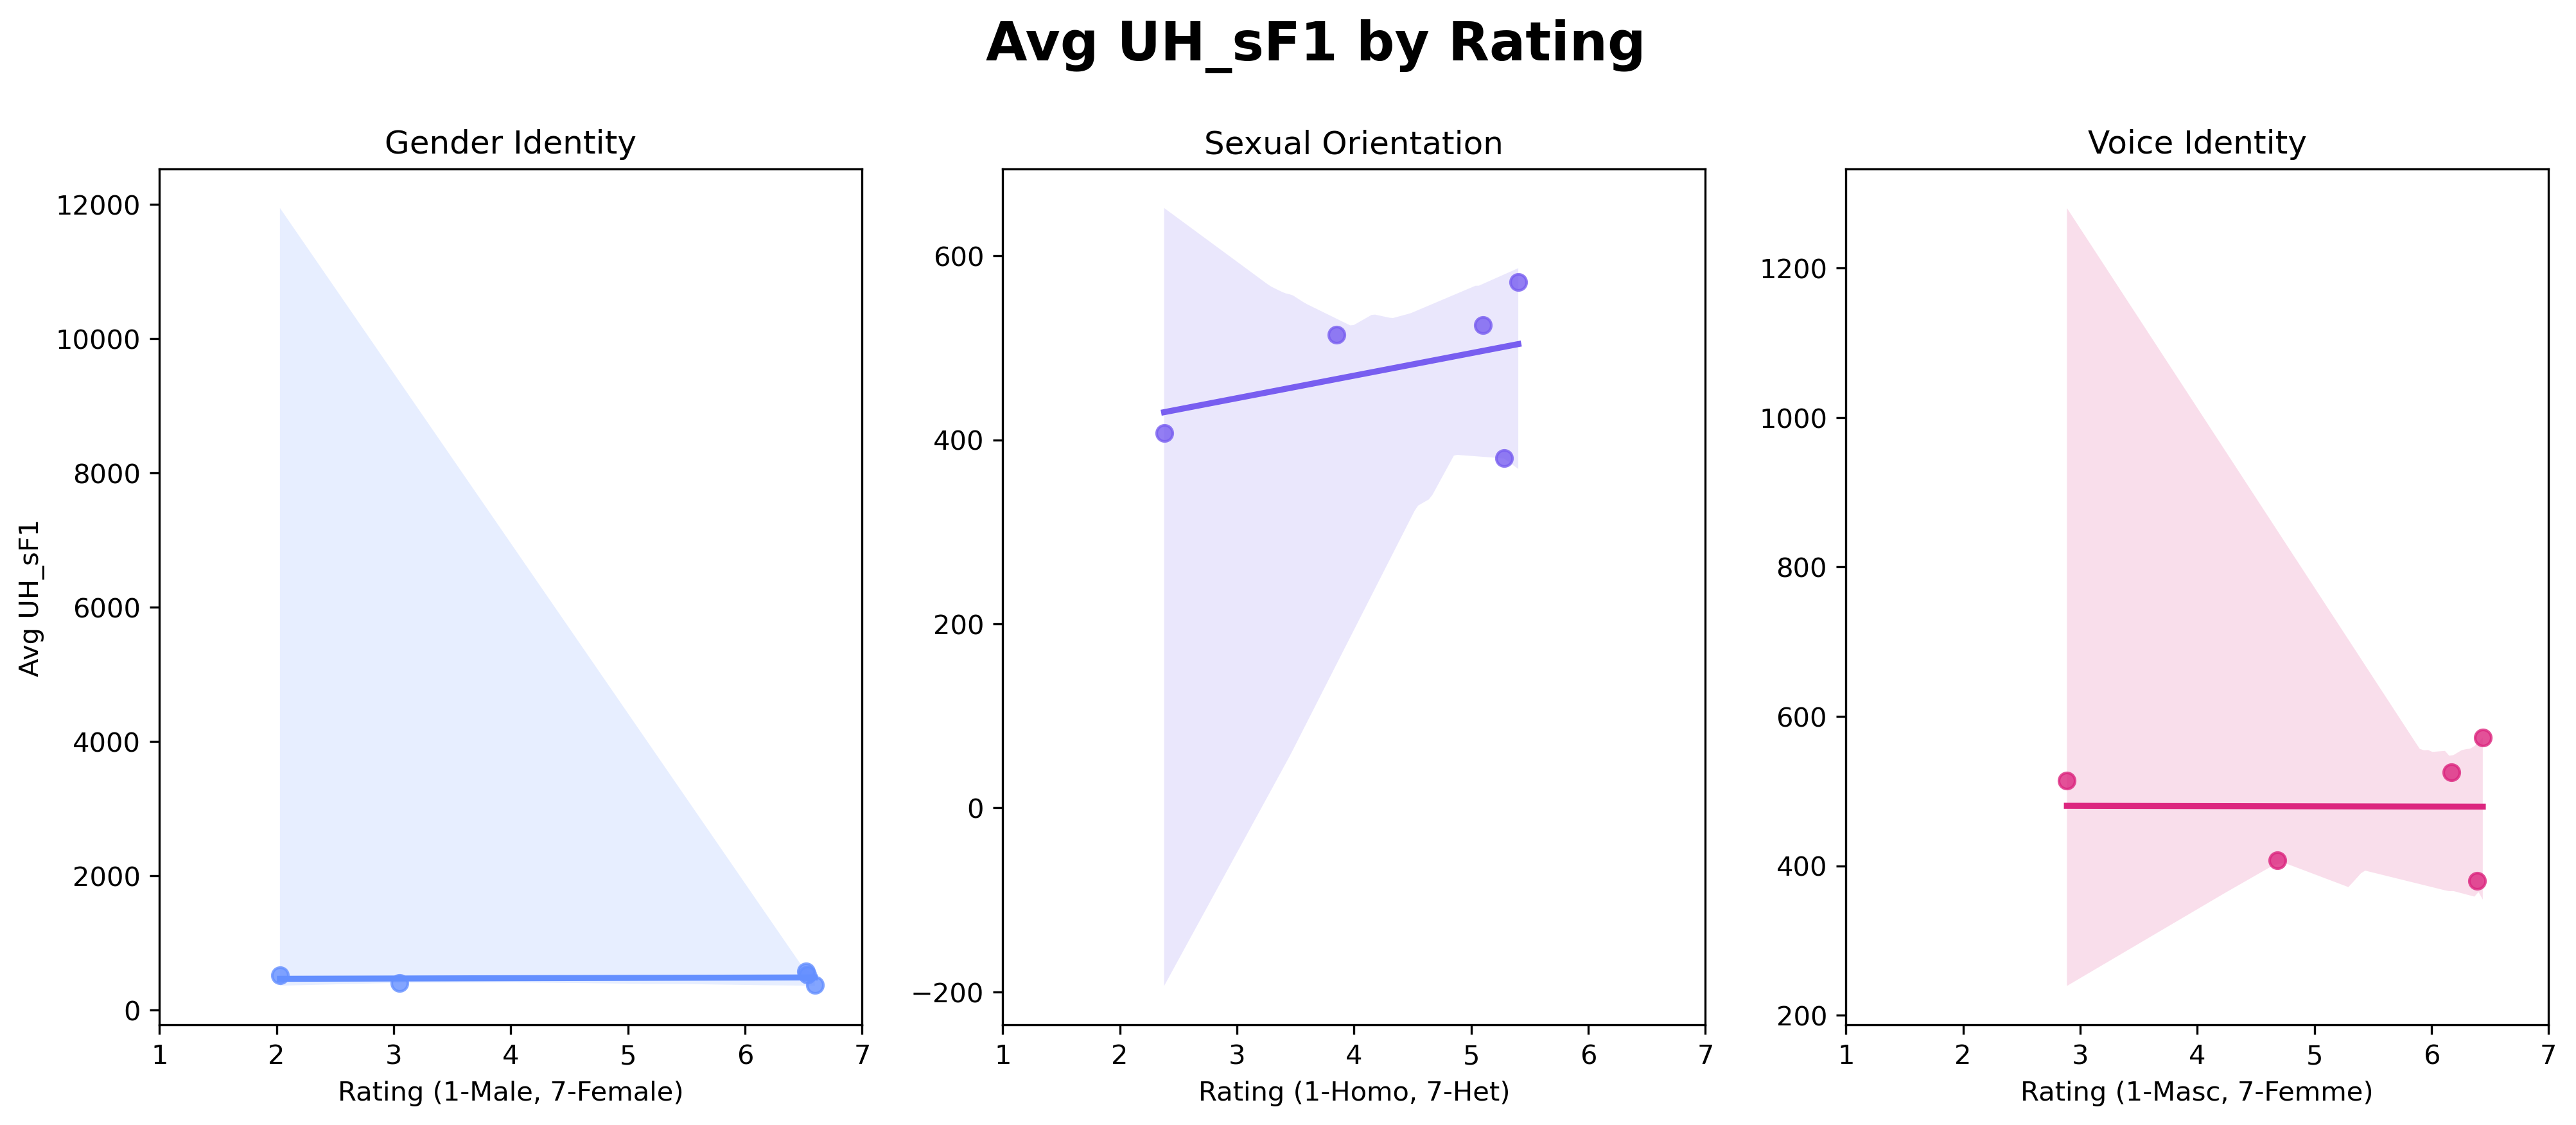 Avg UH_sF1 by Rating
Gender Identity
Avg UH_sF1
12000
10000
8000
6000
4000
2000
0
1 2 3 4 5 6 7
Rating (1-Male, 7-Female)
Sexual Orientation
600
400
200
0
−200
1 2 3 4 5 6 7
Rating (1-Homo, 7-Het)
Voice Identity
1200
1000
800
600
400
200
1 2 3 4 5 6 7
Rating (1-Masc, 7-Femme)